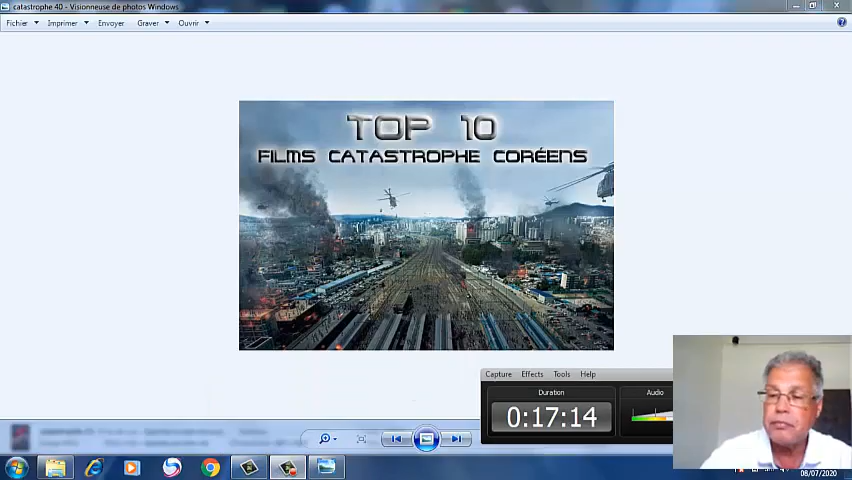 catastrophe 40 - Visionneuse de photos Windows
Fichier Imprimer Envoyer Graver Ouvrir
TOP 10
FILMS CATASTROPHE CORÉENS
Capture Effects Tools Help
Duration Audio
0:17:14
08/07/2020